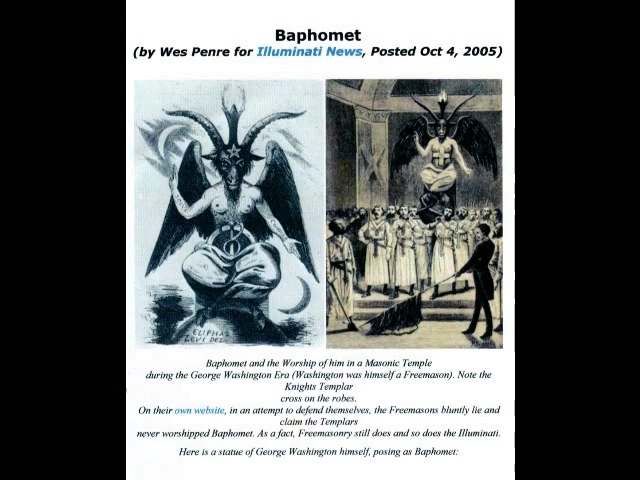 Baphomet
(by Wes Penre for Illuminati News, Posted Oct 4, 2005)
ELIPHAS
LEVI DEL
Baphomet and the Worship of him in a Masonic Temple
during the George Washington Era (Washington was himself a Freemason). Note the
Knights Templar
cross on the robes.
On their own website, in an attempt to defend themselves, the Freemasons bluntly lie and
claim the Templars
never worshipped Baphomet. As a fact, Freemasonry still does and so does the Illuminati.
Here is a statue of George Washington himself, posing as Baphomet: